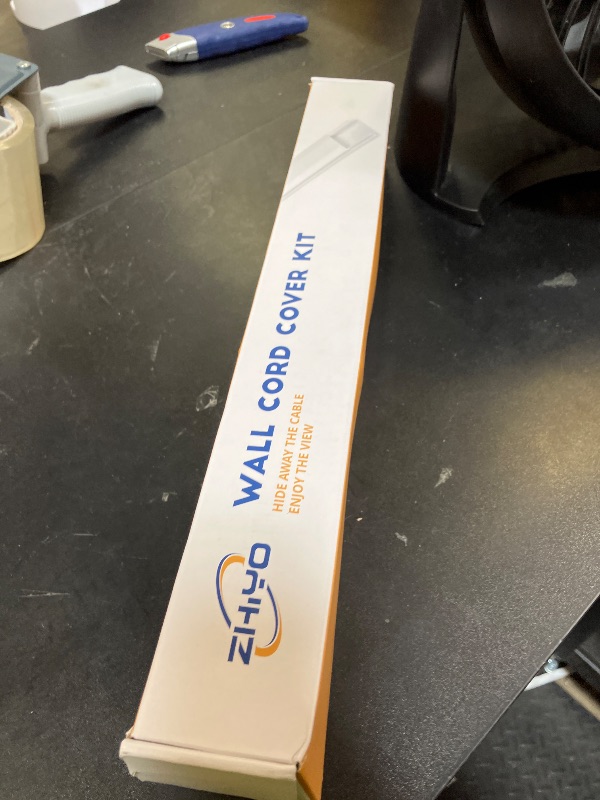 ZHIYO
WALL CORD COVER KIT
HIDE AWAY THE CABLE
ENJOY THE VIEW